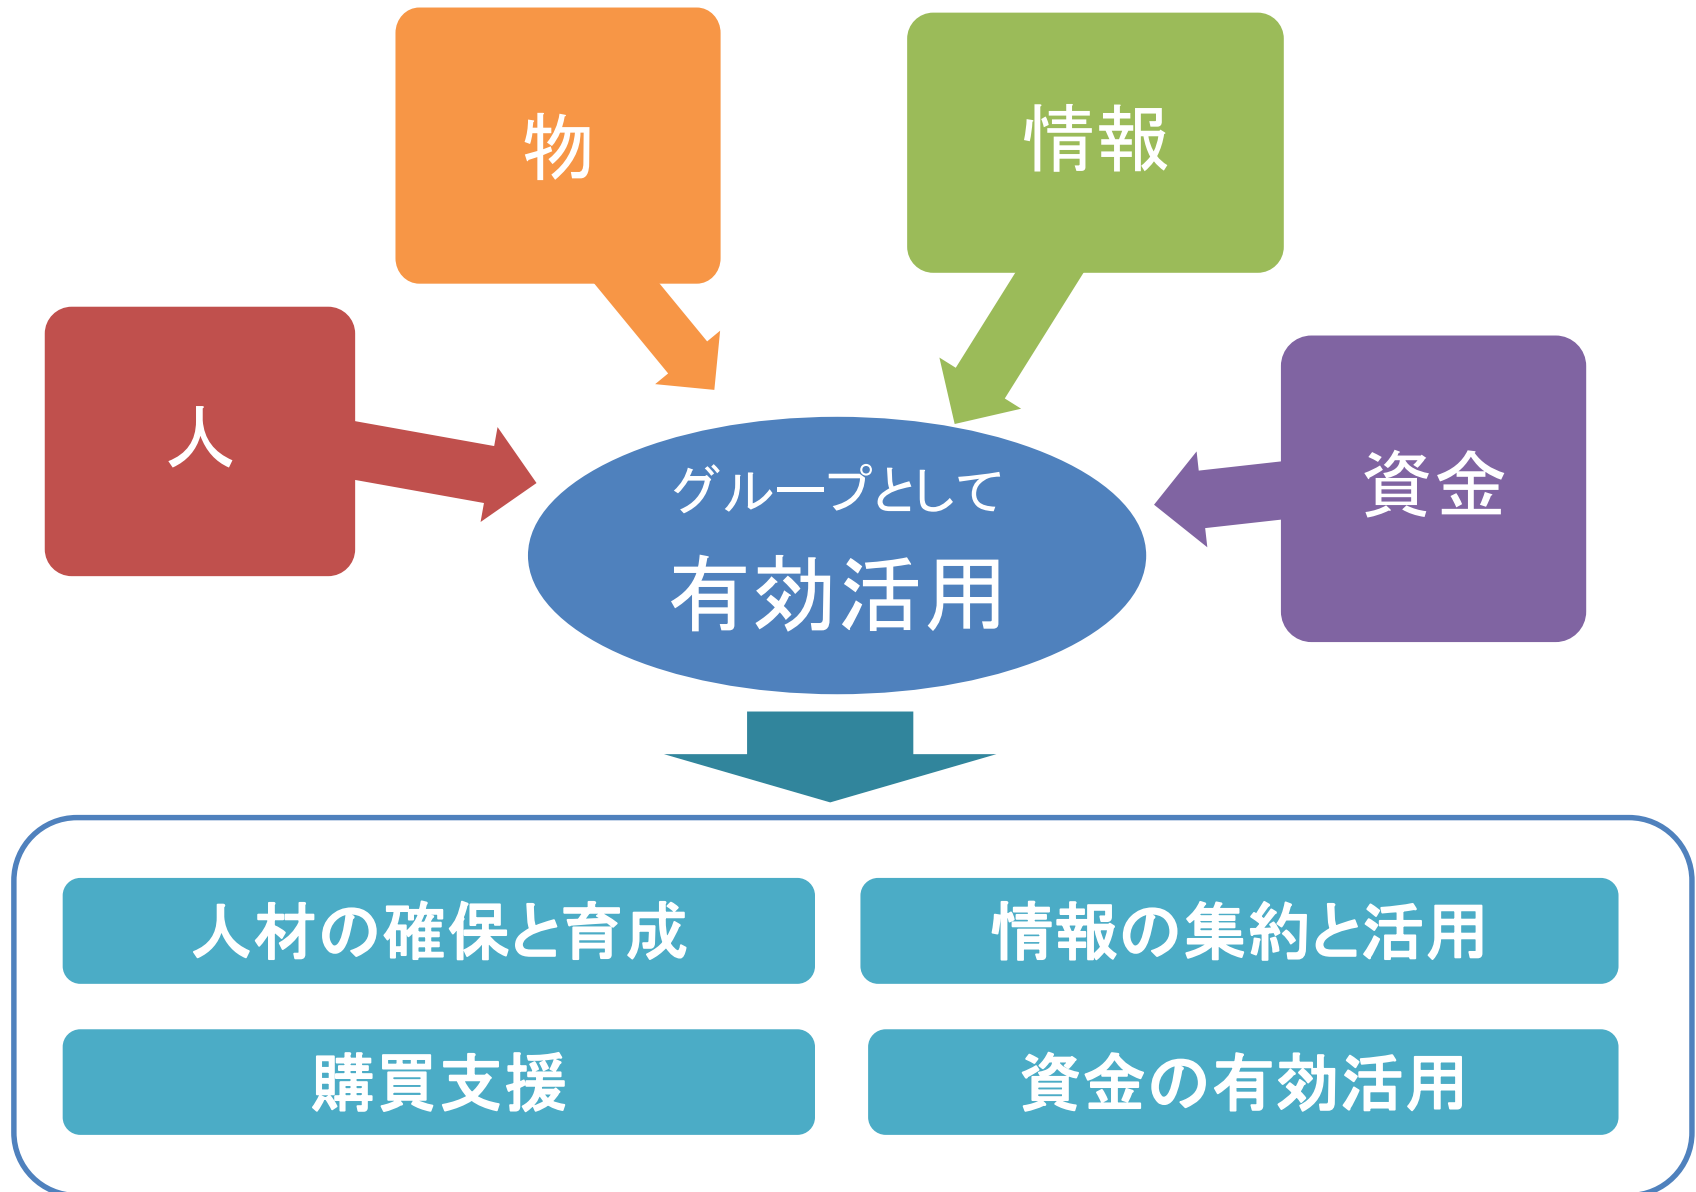 物
情報
人
資金
グループとして
有効活用
人材の確保と育成
情報の集約と活用
購買支援
資金の有効活用